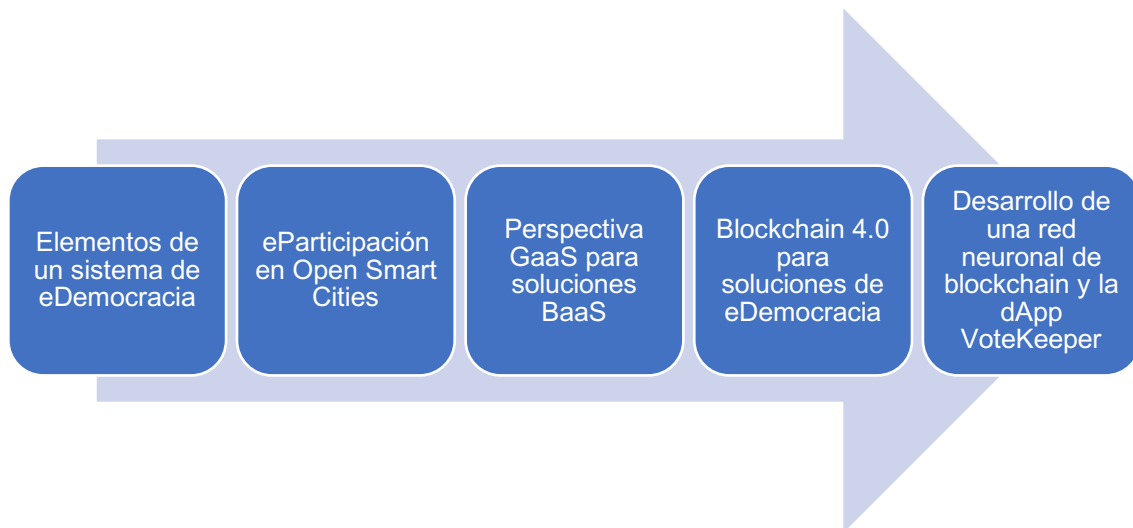 Elementos de
un sistema de
eDemocracia
eParticipación
en Open Smart
Cities
Perspectiva
GaaS para
soluciones
BaaS
Blockchain 4.0
para
soluciones de
eDemocracia
Desarrollo de
una red
neuronal de
blockchain y la
dApp
VoteKeeper